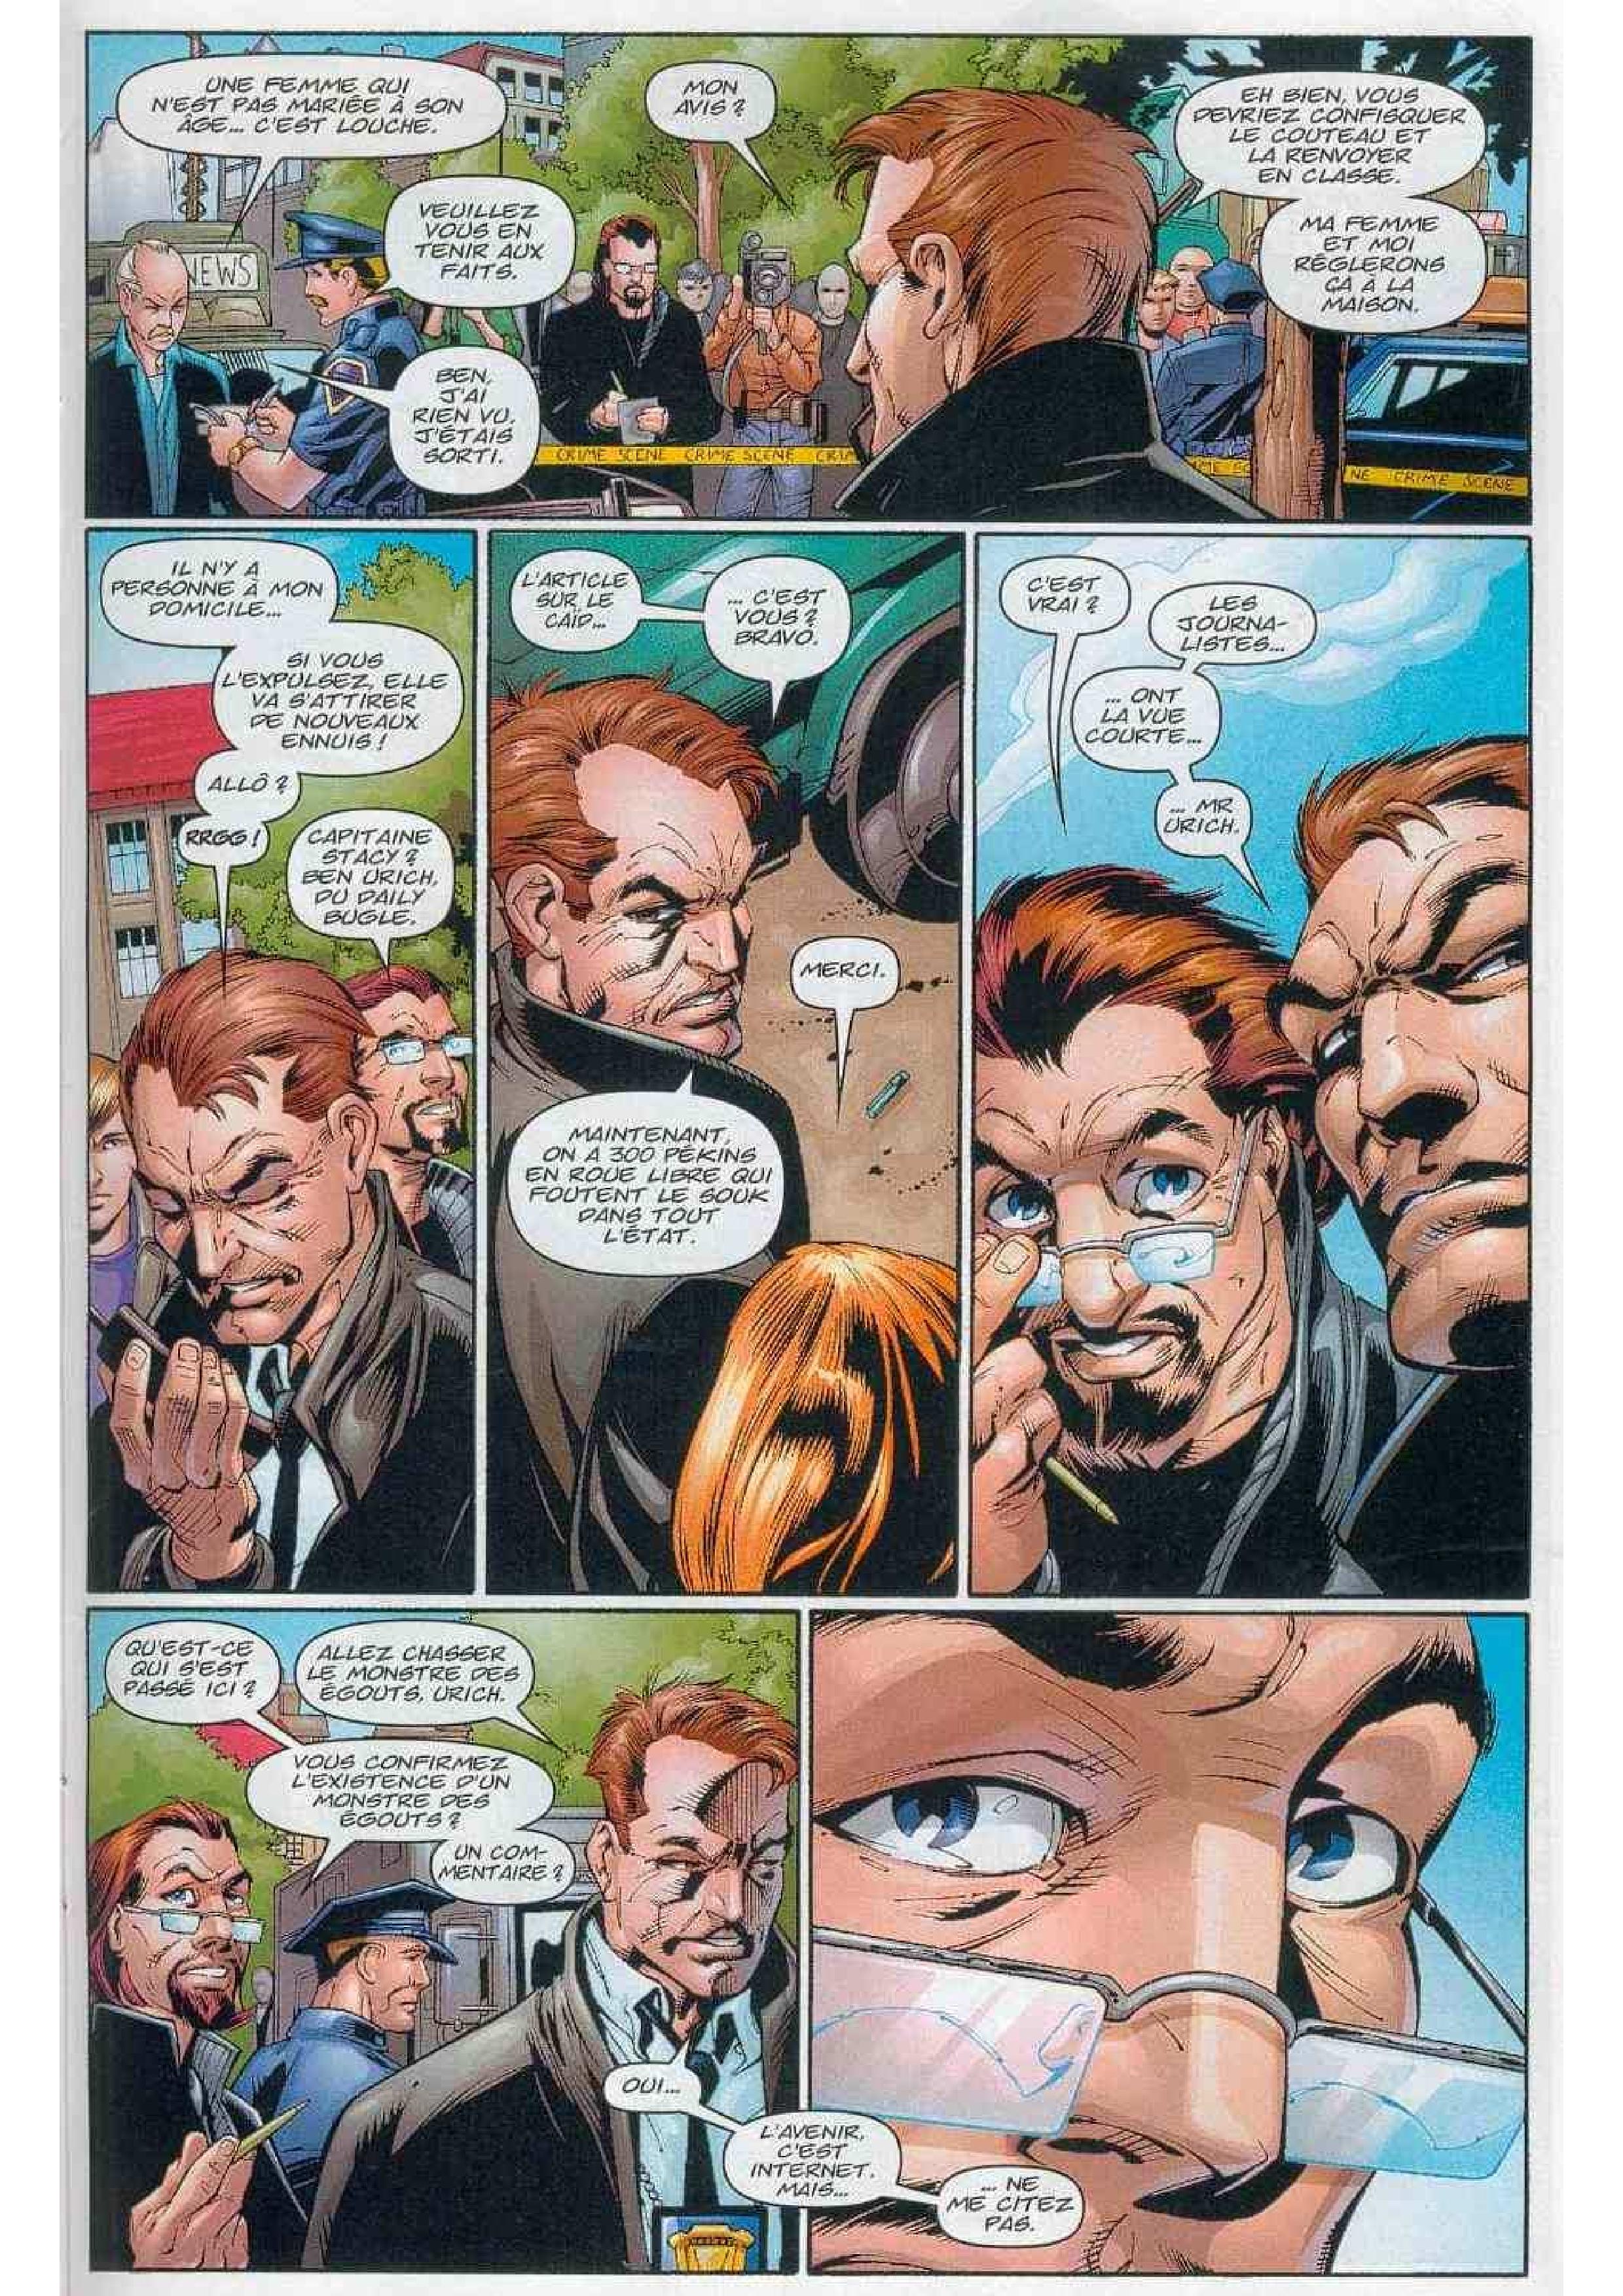 UNE FEMME QUI
N'EST PAS MARIÉE À SON
ÂGE... C'EST LOUCHE.
VEUILLEZ
VOUS EN
TENIR AUX
FAITS.
NEWS
BEN,
J'AI
RIEN VU.
J'ÉTAIS
SORTI.
MON
AVIS ?
EH BIEN, VOUS
DEVRIEZ CONFISQUER
LE COUTEAU ET
LA RENVOYER
EN CLASSE.
MA FEMME
ET MOI
RÉGLERONS
ÇA À LA
MAISON.
CRIME SCENE CRIME SCENE CRIM
IME SC
NE CRIME SCENE
IL N'Y A
PERSONNE À MON
DOMICILE...
SI VOUS
L'EXPULSEZ, ELLE
VA S'ATTIRER
DE NOUVEAUX
ENNUIS !
ALLÔ ?
RRGG !
CAPITAINE
STACY ?
BEN URICH,
DU DAILY
BUGLE.
L'ARTICLE
SUR LE
CAÏD...
... C'EST
VOUS ?
BRAVO.
MERCI.
MAINTENANT,
ON A 300 PÉKINS
EN ROUE LIBRE QUI
FOUTENT LE SOUK
DANS TOUT
L'ÉTAT.
C'EST
VRAI ?
LES
JOURNA-
LISTES...
... ONT
LA VUE
COURTE...
... MR
URICH.
QU'EST-CE
QUI S'EST
PASSÉ ICI ?
ALLEZ CHASSER
LE MONSTRE DES
ÉGOUTS, URICH.
VOUS CONFIRMEZ
L'EXISTENCE D'UN
MONSTRE DES
ÉGOUTS ?
UN COM-
MENTAIRE ?
OUI...
L'AVENIR,
C'EST
INTERNET.
MAIS...
... NE
ME CITEZ
PAS.